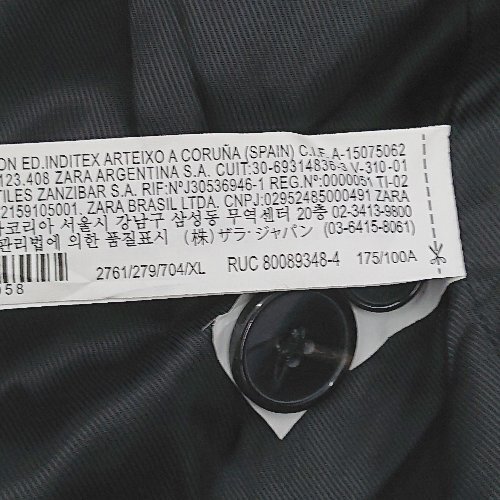 ON ED.INDITEX ARTEIXO A CORUÑA (SPAIN) C.I.F. A-15075062
123,408 ZARA ARGENTINA S.A. CUIT:30-69314836-3 V-310-01
TILES ZANZIBAR S.A. RIF:NºJ30536946-1 REG.Nº:0000051 TI-02
2159105001, ZARA BRASIL LTDA. CNPJ:02952485000491 ZARA
코리아 서울시 강남구 삼성동 무역센터 20층 02-3413-9800
관리법에 의한 품질표시 (株) ザラ・ジャパン (03-6415-8061)
2761/279/704/XL RUC 80089348-4 175/100A
058